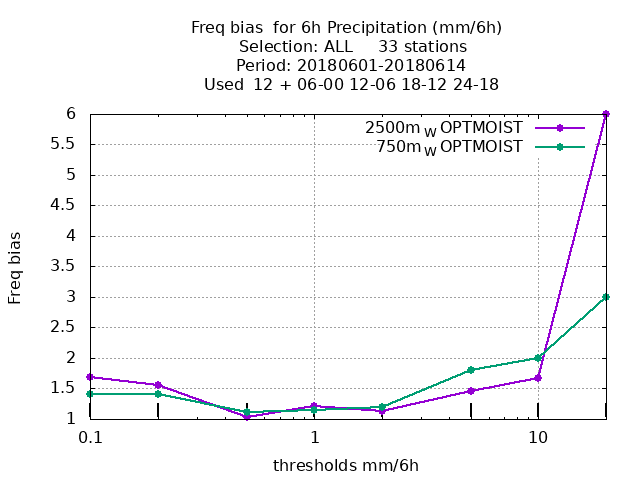 Freq bias  for 6h Precipitation (mm/6h)
Selection: ALL     33 stations
Period: 20180601-20180614
Used  12 + 06-00 12-06 18-12 24-18
6
5.5
5
4.5
4
3.5
3
2.5
2
1.5
1
Freq bias
2500m W OPTMOIST
750m W OPTMOIST
0.1 1 10
thresholds mm/6h